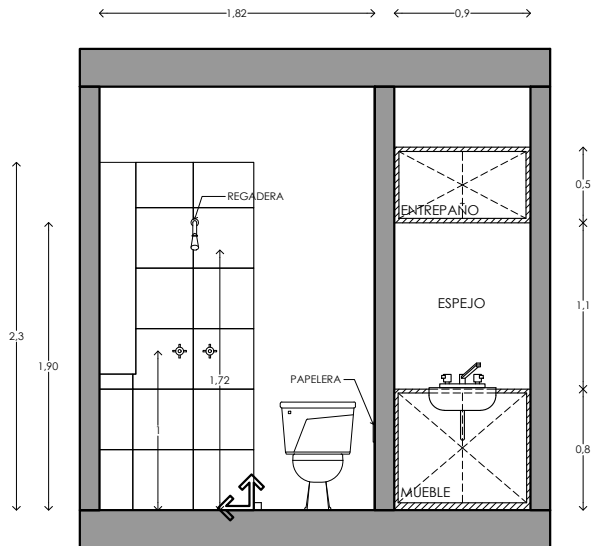 1,82
0,9
REGADERA
ENTREPAÑO
0,5
ESPEJO
1,1
2,3
1,90
1,72
PAPELERA
0,8
MUEBLE